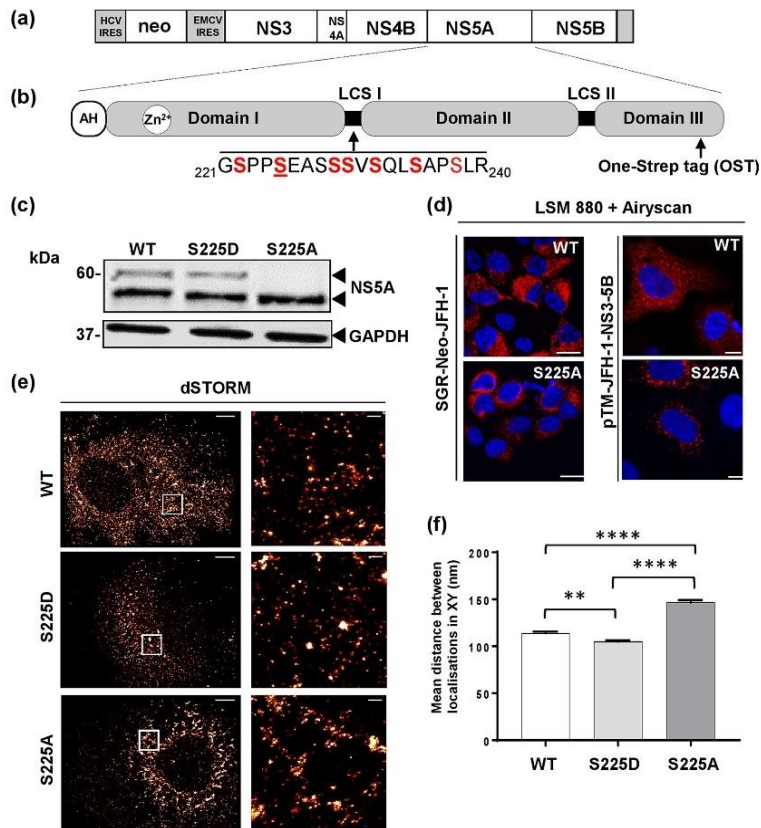 (a)
HCV IRES
neo
EMCV IRES
NS3
NS 4A
NS4B
NS5A
NS5B
(b)
LCS I
LCS II
AH
Zn2+
Domain I
Domain II
Domain III
221GSPPSEASSSVSQLSAPSLR240
One-Strep tag (OST)
(c)
kDa
WT S225D S225A
60-
NS5A
37-
GAPDH
(d)
LSM 880 + Airyscan
SGR-Neo-JFH-1
WT
S225A
pTM-JFH-1-NS3-5B
WT
S225A
(e)
dSTORM
WT
S225D
S225A
(f)
Mean distance between
localisations in XY (nm)
200
150
100
50
0
****
****
**
WT S225D S225A